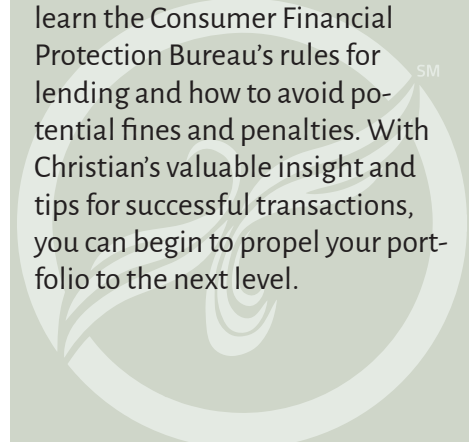 learn the Consumer Financial
Protection Bureau’s rules for
SM
lending and how to avoid po-
tential fines and penalties. With
Christian’s valuable insight and
tips for successful transactions,
you can begin to propel your port-
folio to the next level.